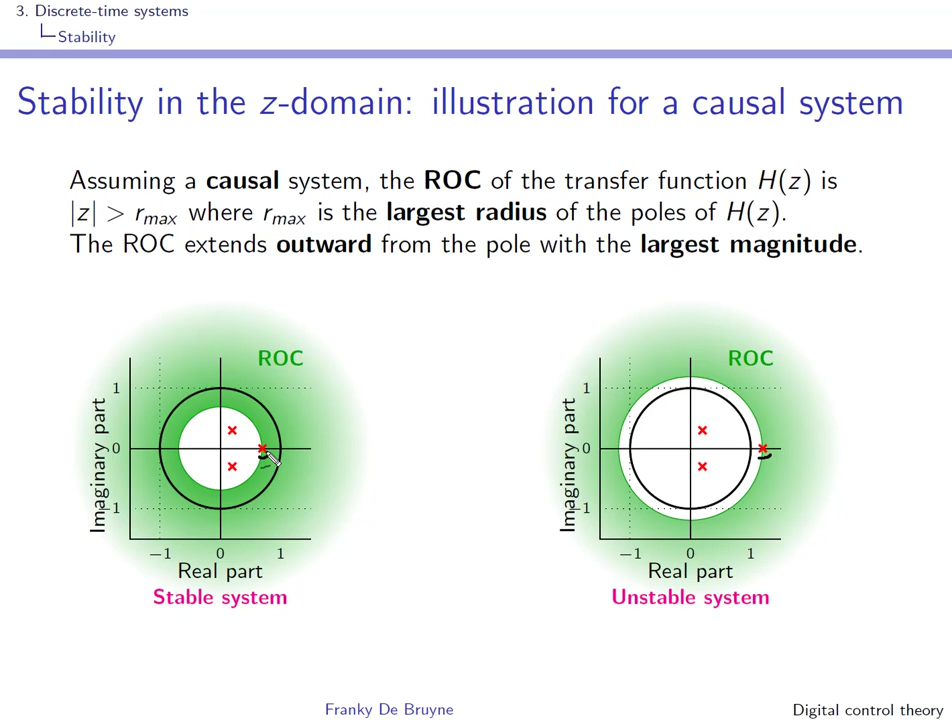 3. Discrete-time systems
Stability
Stability in the z-domain: illustration for a causal system
Assuming a causal system, the ROC of the transfer function H(z) is
|z| > rmax where rmax is the largest radius of the poles of H(z).
The ROC extends outward from the pole with the largest magnitude.
ROC
1
0
−1
Imaginary part
−1 0 1
Real part
Stable system
ROC
1
0
−1
Imaginary part
−1 0 1
Real part
Unstable system
Franky De Bruyne
Digital control theory